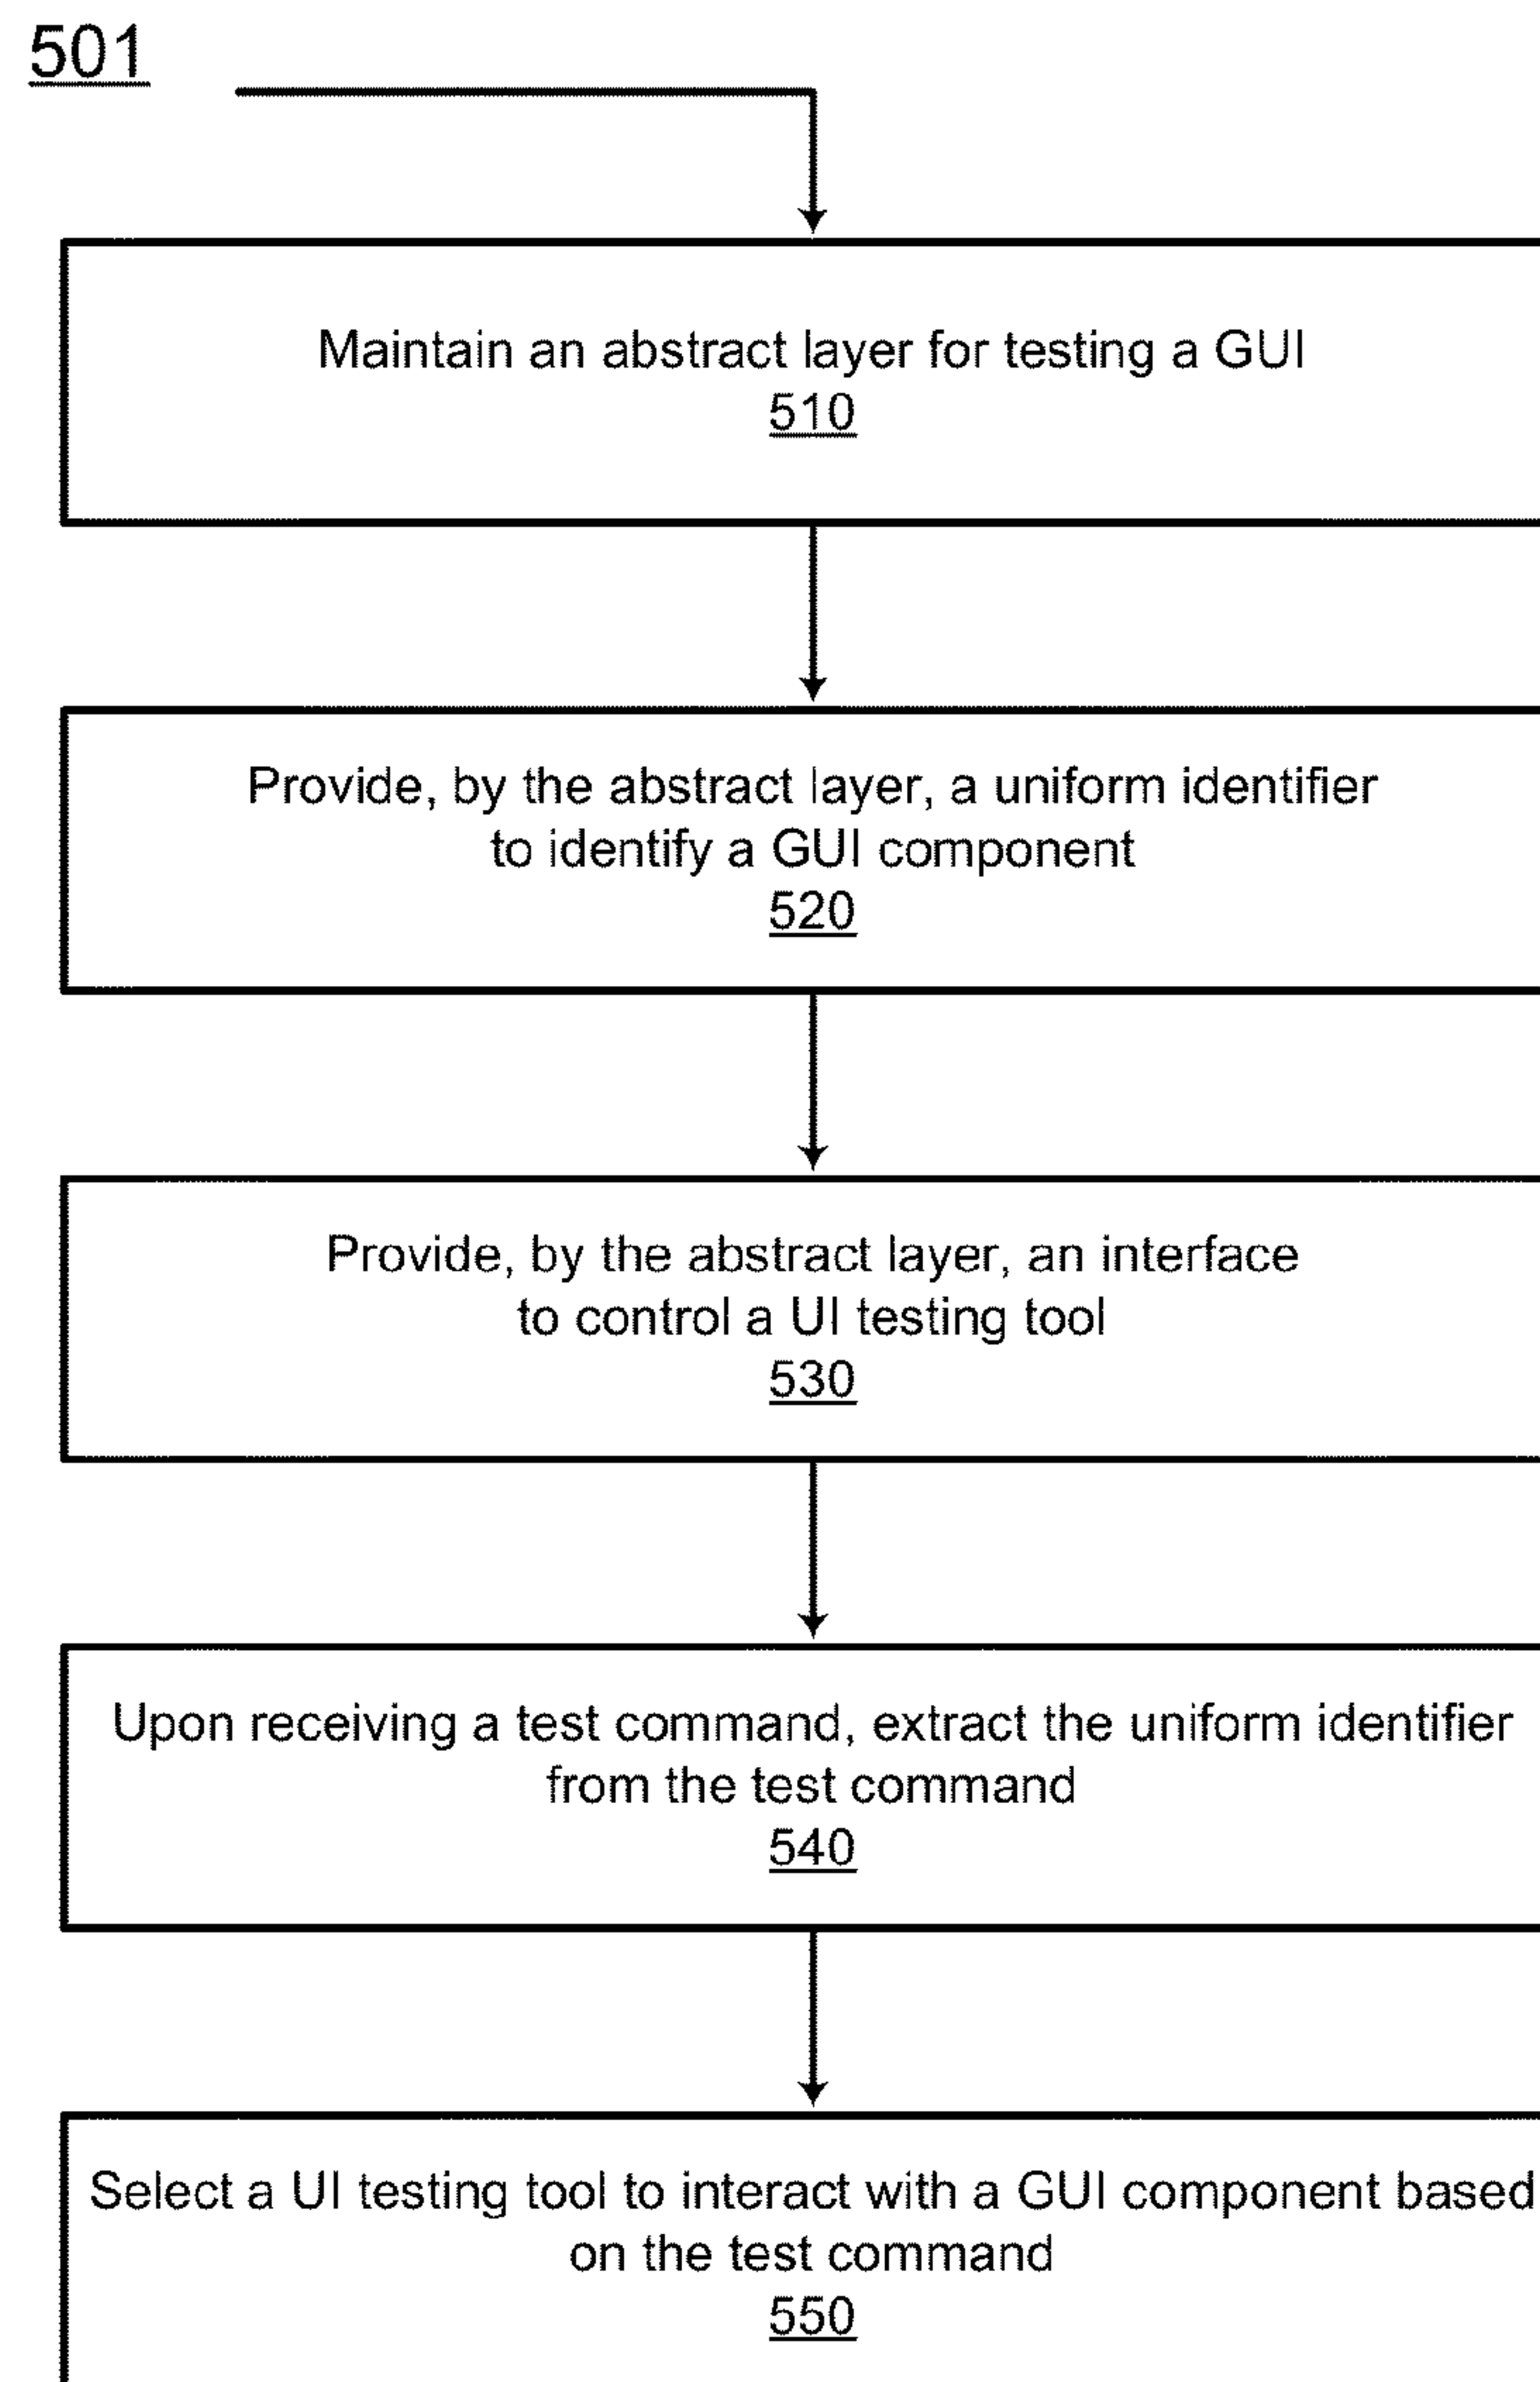 501
Maintain an abstract layer for testing a GUI
510
Provide, by the abstract layer, a uniform identifier
to identify a GUI component
520
Provide, by the abstract layer, an interface
to control a UI testing tool
530
Upon receiving a test command, extract the uniform identifier
from the test command
540
Select a UI testing tool to interact with a GUI component based
on the test command
550